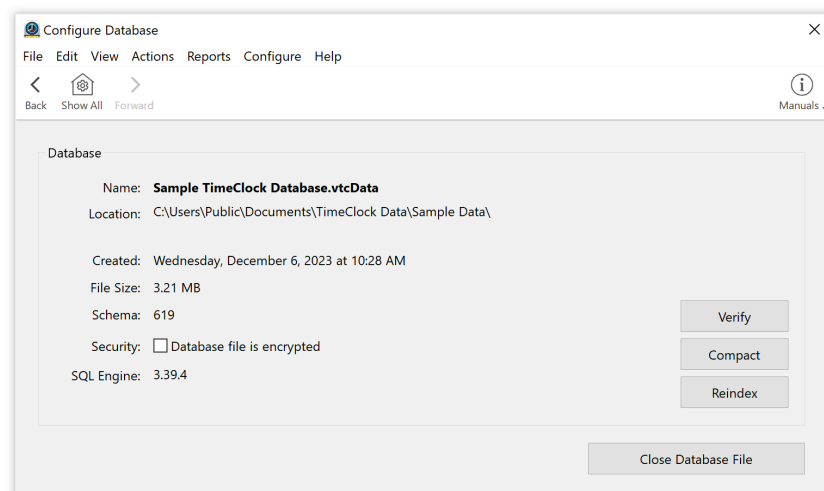 Configure Database
File Edit View Actions Reports Configure Help
Back Show All Forward Manuals
Database
Name: Sample TimeClock Database.vtcData
Location: C:\Users\Public\Documents\TimeClock Data\Sample Data\
Created: Wednesday, December 6, 2023 at 10:28 AM
File Size: 3.21 MB
Schema: 619
Verify
Security: Database file is encrypted
Compact
SQL Engine: 3.39.4
Reindex
Close Database File